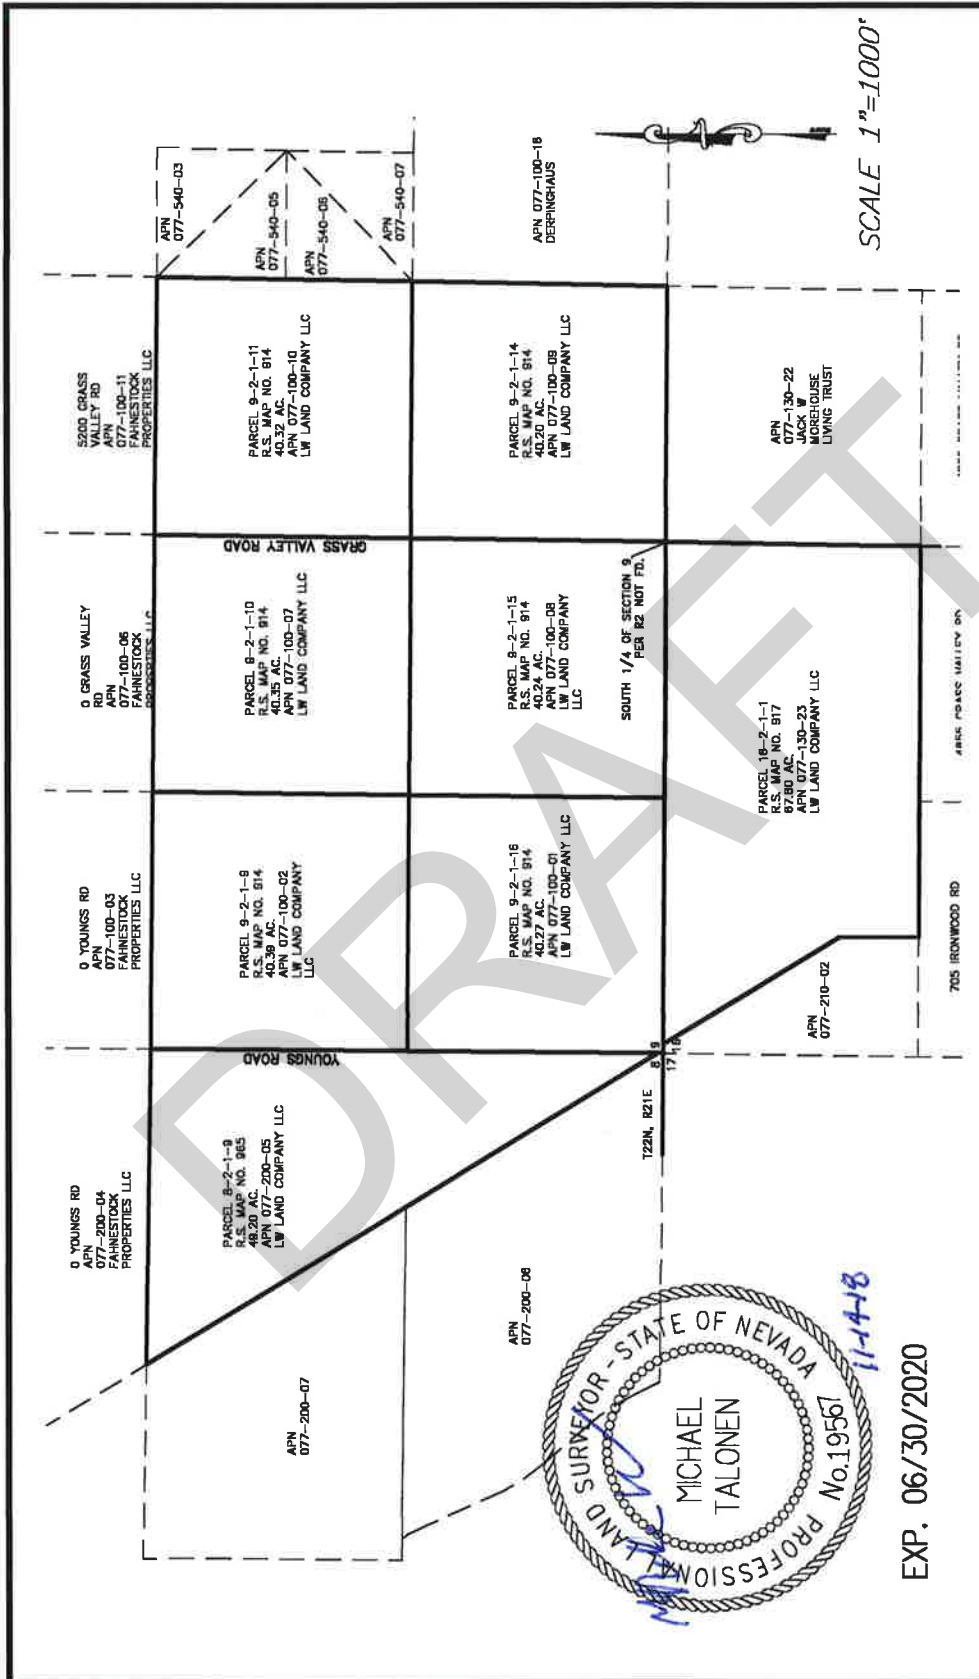 0 YOUNGS RD
APN
077-200-04
FAHNESTOCK
PROPERTIES LLC
0 YOUNGS RD
APN
077-100-03
FAHNESTOCK
PROPERTIES LLC
0 GRASS VALLEY
RD
APN
077-100-06
FAHNESTOCK
PROPERTIES LLC
5200 GRASS
VALLEY RD
APN
077-100-11
FAHNESTOCK
PROPERTIES LLC
APN
077-540-03
APN
077-540-05
APN
077-540-06
APN
077-540-07
APN
077-200-07
PARCEL 8-2-1-9
R.S. MAP NO. 965
49.20 AC.
APN 077-200-05
LW LAND COMPANY LLC
YOUNGS ROAD
PARCEL 9-2-1-9
R.S. MAP NO. 914
40.39 AC.
APN 077-100-02
LW LAND COMPANY
LLC
PARCEL 9-2-1-10
R.S. MAP NO. 914
40.35 AC.
APN 077-100-07
LW LAND COMPANY LLC
GRASS VALLEY ROAD
PARCEL 9-2-1-11
R.S. MAP NO. 914
40.32 AC.
APN 077-100-10
LW LAND COMPANY LLC
APN
077-200-06
PARCEL 9-2-1-16
R.S. MAP NO. 914
40.27 AC.
APN 077-100-01
LW LAND COMPANY LLC
PARCEL 9-2-1-15
R.S. MAP NO. 914
40.24 AC.
APN 077-100-08
LW LAND COMPANY
LLC
PARCEL 9-2-1-14
R.S. MAP NO. 914
40.20 AC.
APN 077-100-09
LW LAND COMPANY LLC
APN 077-100-16
DERPINGHAUS
SOUTH 1/4 OF SECTION 9
PER R2 NOT FD.
T22N, R21E
8 9
17 16
APN
077-210-02
PARCEL 16-2-1-1
R.S. MAP NO. 917
67.80 AC.
APN 077-130-23
LW LAND COMPANY LLC
APN
077-130-22
JACK W
MOREHOUSE
LIVING TRUST
705 IRONWOOD RD
GRASS VALLEY RD
SCALE 1"=1000'
PROFESSIONAL LAND SURVEYOR - STATE OF NEVADA
MICHAEL
TALONEN
No.19567
11-14-18
EXP. 06/30/2020
DRAFT